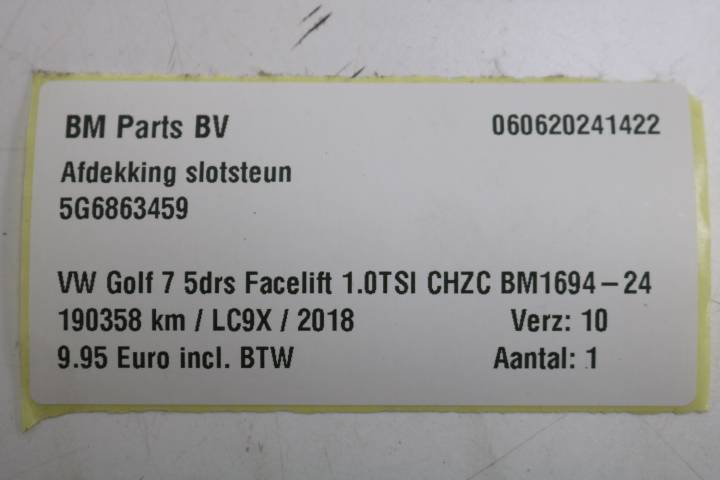 BM Parts BV 060620241422
Afdekking slotsteun
5G6863459
VW Golf 7 5drs Facelift 1.0TSI CHZC BM1694-24
190358 km / LC9X / 2018 Verz: 10
9.95 Euro incl. BTW Aantal: 1